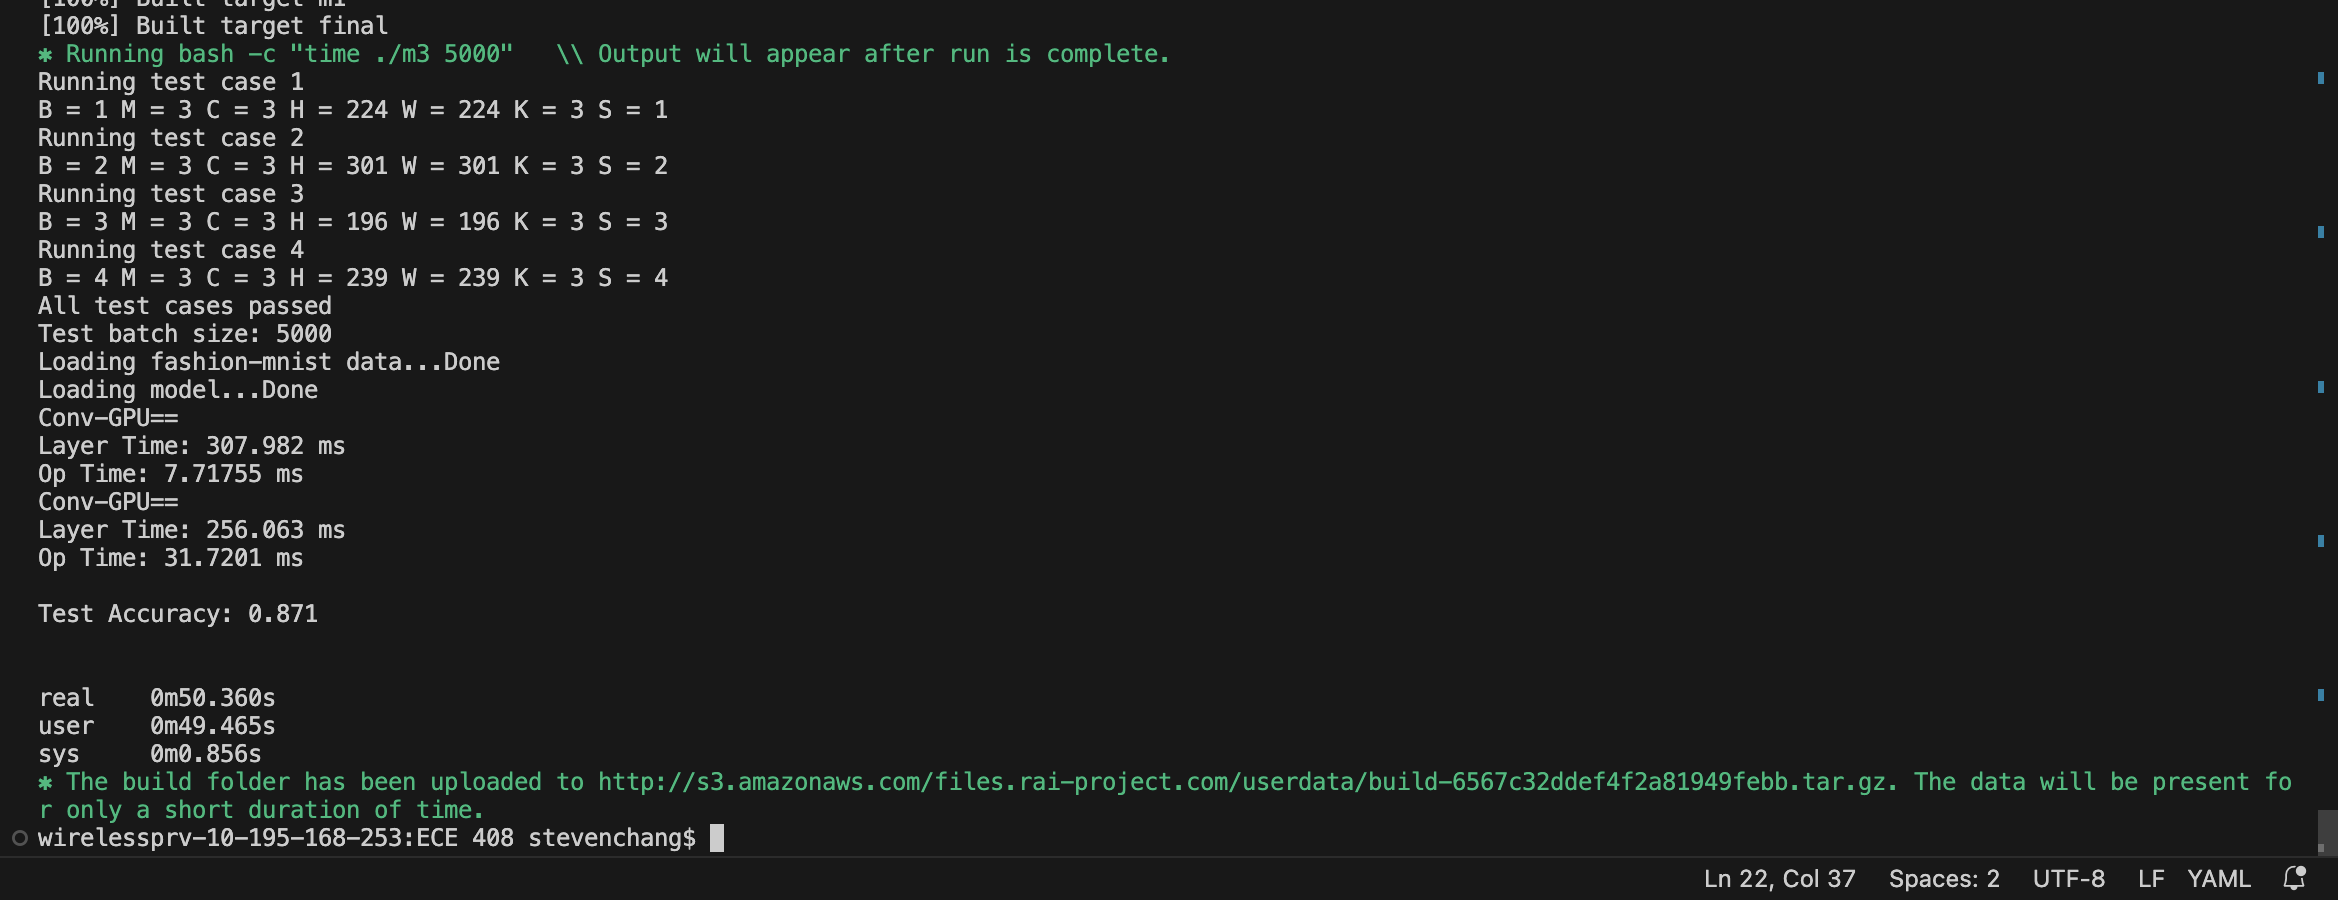 [100%] Built target m1
[100%] Built target final
✱ Running bash -c "time ./m3 5000"   \\ Output will appear after run is complete.
Running test case 1
B = 1 M = 3 C = 3 H = 224 W = 224 K = 3 S = 1
Running test case 2
B = 2 M = 3 C = 3 H = 301 W = 301 K = 3 S = 2
Running test case 3
B = 3 M = 3 C = 3 H = 196 W = 196 K = 3 S = 3
Running test case 4
B = 4 M = 3 C = 3 H = 239 W = 239 K = 3 S = 4
All test cases passed
Test batch size: 5000
Loading fashion-mnist data...Done
Loading model...Done
Conv-GPU==
Layer Time: 307.982 ms
Op Time: 7.71755 ms
Conv-GPU==
Layer Time: 256.063 ms
Op Time: 31.7201 ms
Test Accuracy: 0.871
real    0m50.360s
user    0m49.465s
sys     0m0.856s
✱ The build folder has been uploaded to http://s3.amazonaws.com/files.rai-project.com/userdata/build-6567c32ddef4f2a81949febb.tar.gz. The data will be present fo
r only a short duration of time.
wirelessprv-10-195-168-253:ECE 408 stevenchang$
Ln 22, Col 37   Spaces: 2   UTF-8   LF   YAML